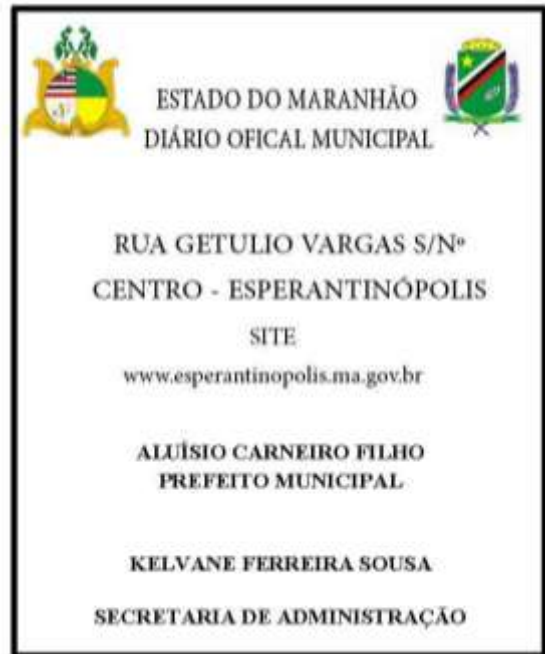 ESTADO DO MARANHÃO
DIÁRIO OFICAL MUNICIPAL
RUA GETULIO VARGAS S/Nº
CENTRO - ESPERANTINÓPOLIS
SITE
www.esperantinopolis.ma.gov.br
ALUÍSIO CARNEIRO FILHO
PREFEITO MUNICIPAL
KELVANE FERREIRA SOUSA
SECRETARIA DE ADMINISTRAÇÃO